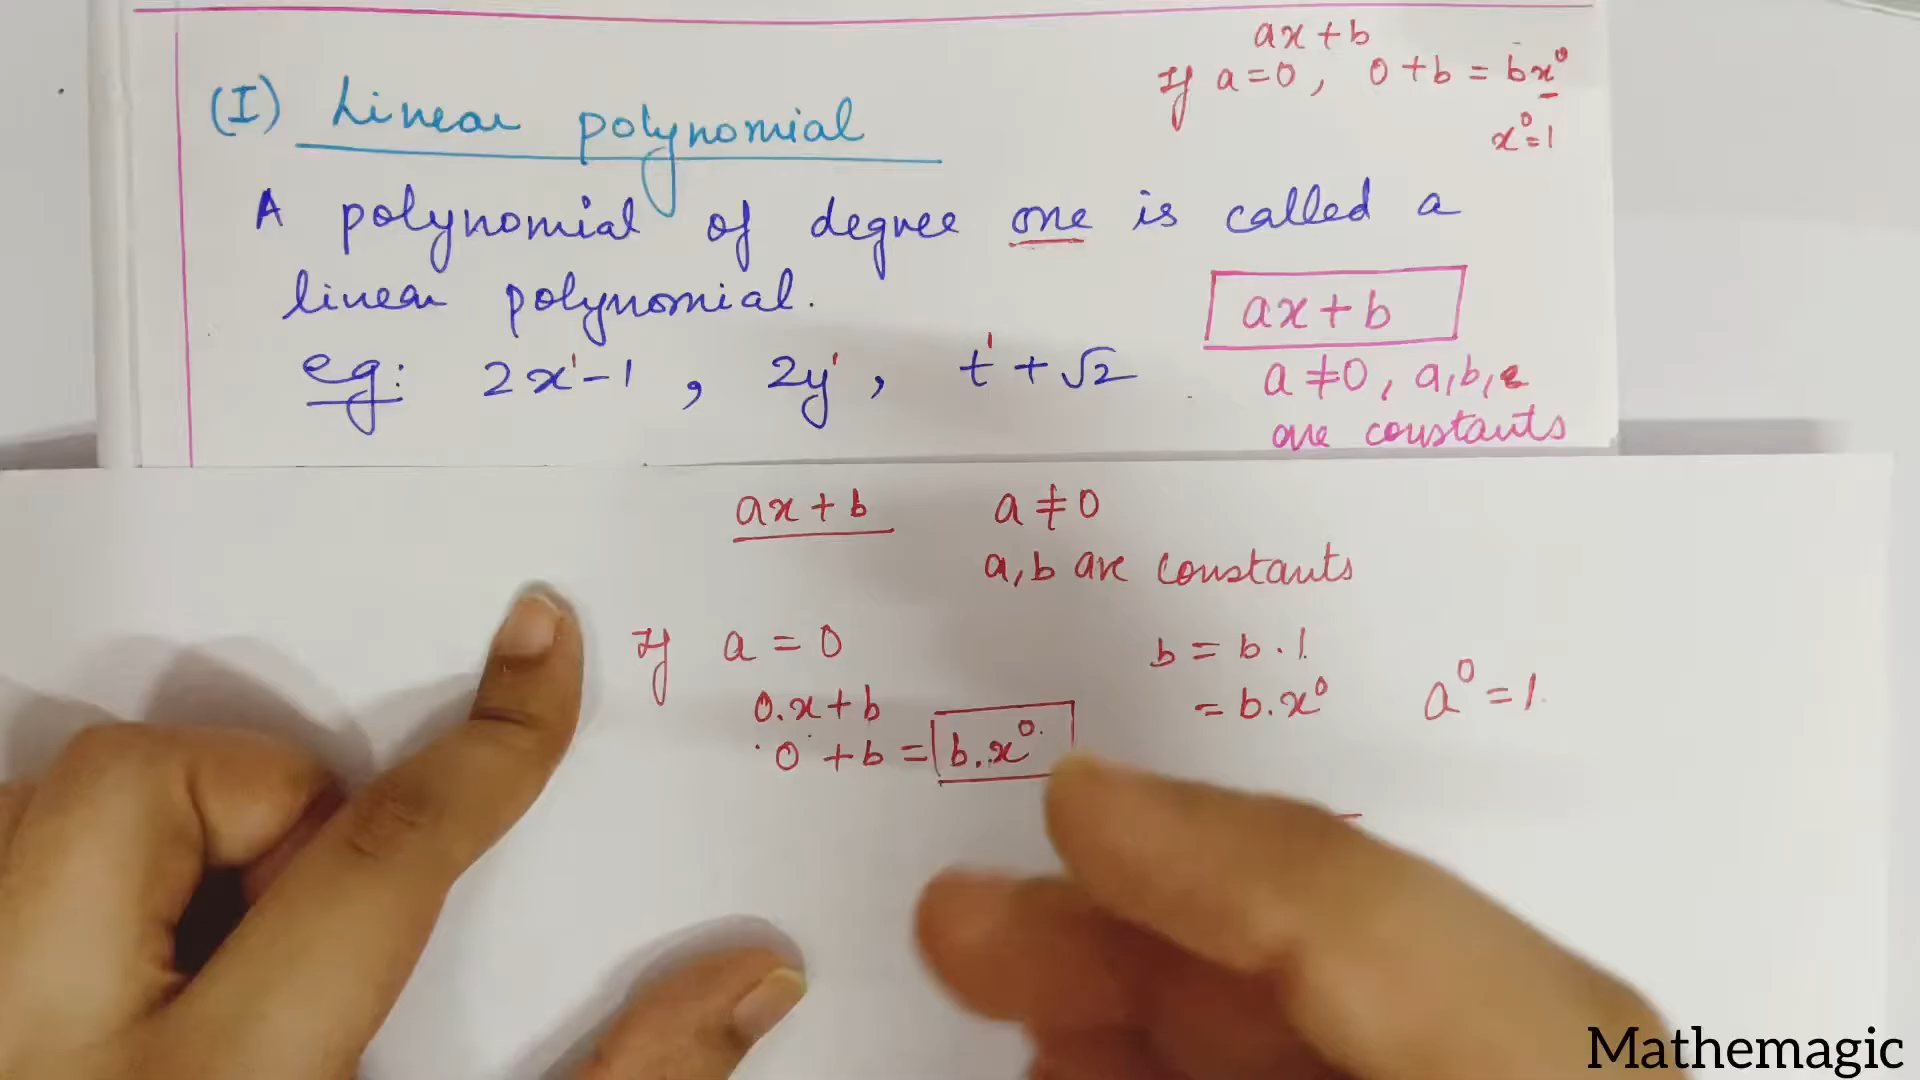 ax + b
If a = 0, 0 + b = bx⁰
x⁰ = 1
(I) Linear polynomial
A polynomial of degree one is called a
linear polynomial.
ax + b
eg: 2x¹ - 1, 2y¹, t¹ + √2
a ≠ 0, a, b,
are constants
ax + b a ≠ 0
a, b are constants
If a = 0
0.x + b
0 + b = b.x⁰
b = b . 1
= b.x⁰ a⁰ = 1.
Mathemagic